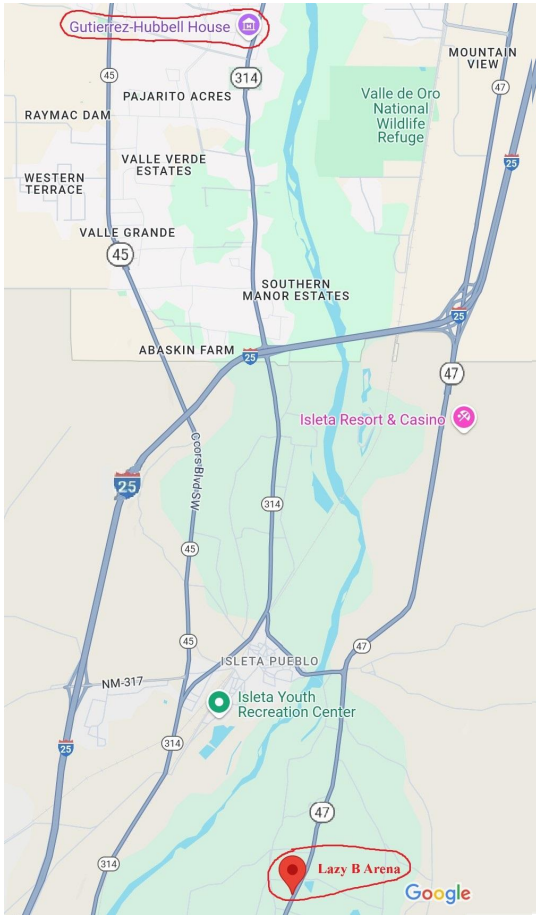 Gutierrez-Hubbell House
MOUNTAIN
VIEW
45
314
47
PAJARITO ACRES
Valle de Oro
National
Wildlife
Refuge
RAYMAC DAM
25
VALLE VERDE
ESTATES
WESTERN
TERRACE
VALLE GRANDE
45
SOUTHERN
MANOR ESTATES
25
ABASKIN FARM
25
47
Isleta Resort & Casino
Coors Blvd SW
25
314
45
45
47
ISLETA PUEBLO
NM-317
Isleta Youth
Recreation Center
314
25
47
314
Lazy B Arena
Google